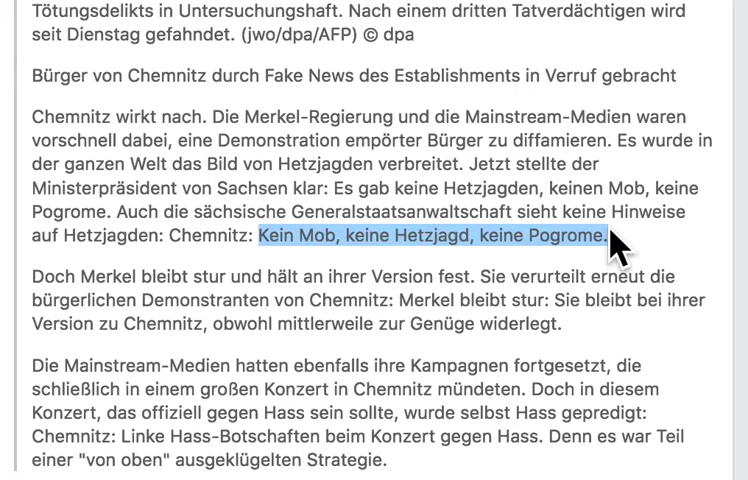 Tötungsdelikts in Untersuchungshaft. Nach einem dritten Tatverdächtigen wird
seit Dienstag gefahndet. (jwo/dpa/AFP) © dpa
Bürger von Chemnitz durch Fake News des Establishments in Verruf gebracht
Chemnitz wirkt nach. Die Merkel-Regierung und die Mainstream-Medien waren
vorschnell dabei, eine Demonstration empörter Bürger zu diffamieren. Es wurde in
der ganzen Welt das Bild von Hetzjagden verbreitet. Jetzt stellte der
Ministerpräsident von Sachsen klar: Es gab keine Hetzjagden, keinen Mob, keine
Pogrome. Auch die sächsische Generalstaatsanwaltschaft sieht keine Hinweise
auf Hetzjagden: Chemnitz: Kein Mob, keine Hetzjagd, keine Pogrome.
Doch Merkel bleibt stur und hält an ihrer Version fest. Sie verurteilt erneut die
bürgerlichen Demonstranten von Chemnitz: Merkel bleibt stur: Sie bleibt bei ihrer
Version zu Chemnitz, obwohl mittlerweile zur Genüge widerlegt.
Die Mainstream-Medien hatten ebenfalls ihre Kampagnen fortgesetzt, die
schließlich in einem großen Konzert in Chemnitz mündeten. Doch in diesem
Konzert, das offiziell gegen Hass sein sollte, wurde selbst Hass gepredigt:
Chemnitz: Linke Hass-Botschaften beim Konzert gegen Hass. Denn es war Teil
einer "von oben" ausgeklügelten Strategie.